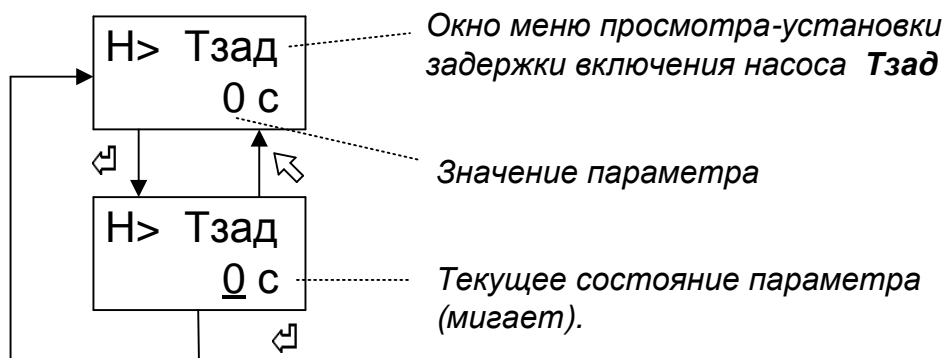 Н> Тзад
0 с
Окно меню просмотра-установки
задержки включения насоса Тзад
Значение параметра
Н> Тзад
0 с
Текущее состояние параметра
(мигает).